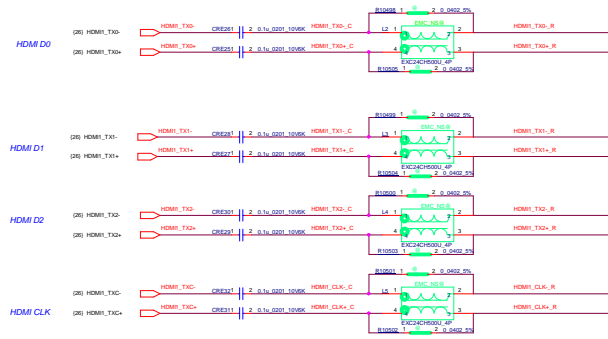 R10498 1 2 0_0402_5%
HDMI D0
(26) HDMI1_TX0- HDMI1_TX0- CRE261 2 0.1u_0201_10V6K HDMI1_TX0-_C L2 1 EMC_NS@ 2 HDMI1_TX0-_R
(26) HDMI1_TX0+ HDMI1_TX0+ CRE251 2 0.1u_0201_10V6K HDMI1_TX0+_C 4 3 HDMI1_TX0+_R
EXC24CH500U_4P
R10505 1 2 0_0402_5%
R10499 1 2 0_0402_5%
HDMI D1
(26) HDMI1_TX1- HDMI1_TX1- CRE281 2 0.1u_0201_10V6K HDMI1_TX1-_C L3 1 EMC_NS@ 2 HDMI1_TX1-_R
(26) HDMI1_TX1+ HDMI1_TX1+ CRE271 2 0.1u_0201_10V6K HDMI1_TX1+_C 4 3 HDMI1_TX1+_R
EXC24CH500U_4P
R10504 1 2 0_0402_5%
R10500 1 2 0_0402_5%
HDMI D2
(26) HDMI1_TX2- HDMI1_TX2- CRE301 2 0.1u_0201_10V6K HDMI1_TX2-_C L4 1 EMC_NS@ 2 HDMI1_TX2-_R
(26) HDMI1_TX2+ HDMI1_TX2+ CRE291 2 0.1u_0201_10V6K HDMI1_TX2+_C 4 3 HDMI1_TX2+_R
EXC24CH500U_4P
R10503 1 2 0_0402_5%
R10501 1 2 0_0402_5%
HDMI CLK
(26) HDMI1_TXC- HDMI1_TXC- CRE321 2 0.1u_0201_10V6K HDMI1_CLK-_C L5 1 EMC_NS@ 2 HDMI1_CLK-_R
(26) HDMI1_TXC+ HDMI1_TXC+ CRE311 2 0.1u_0201_10V6K HDMI1_CLK+_C 4 3 HDMI1_CLK+_R
EXC24CH500U_4P
R10502 1 2 0_0402_5%